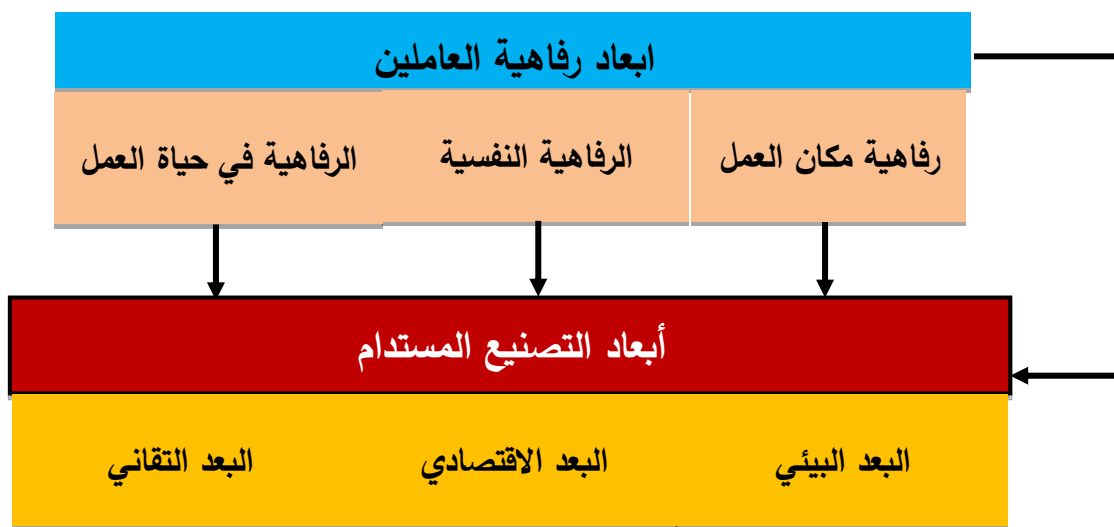 ابعاد رفاهية العاملين
رفاهية مكان العمل
الرفاهية النفسية
الرفاهية في حياة العمل
أبعاد التصنيع المستدام
البعد البيئي
البعد الاقتصادي
البعد التقاني